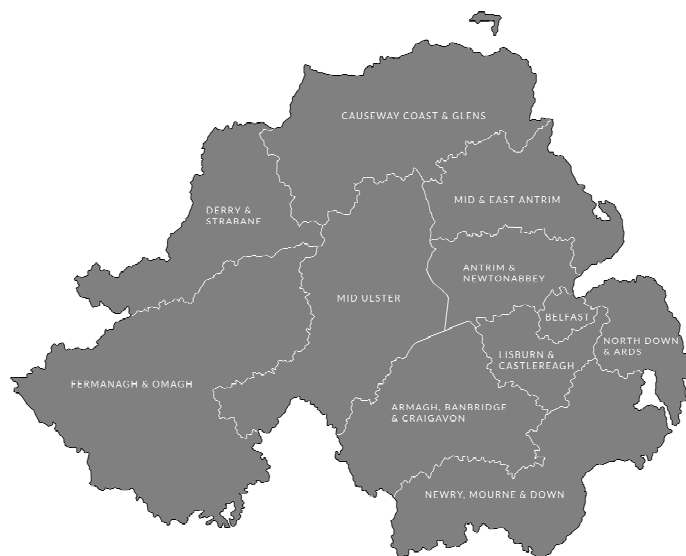 CAUSEWAY COAST & GLENS
MID & EAST ANTRIM
DERRY &
STRABANE
ANTRIM &
NEWTONABBEY
MID ULSTER
BELFAST
NORTH DOWN
& ARDS
LISBURN &
CASTLEREAGH
FERMANAGH & OMAGH
ARMAGH, BANBRIDGE
& CRAIGAVON
NEWRY, MOURNE & DOWN